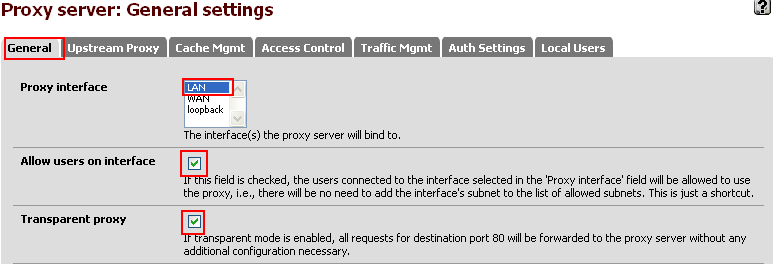 Proxy server: General settings
?
General Upstream Proxy Cache Mgmt Access Control Traffic Mgmt Auth Settings Local Users
Proxy interface
LAN
WAN
loopback
The interface(s) the proxy server will bind to.
Allow users on interface
If this field is checked, the users connected to the interface selected in the 'Proxy interface' field will be allowed to use
the proxy, i.e., there will be no need to add the interface's subnet to the list of allowed subnets. This is just a shortcut.
Transparent proxy
If transparent mode is enabled, all requests for destination port 80 will be forwarded to the proxy server without any
additional configuration necessary.